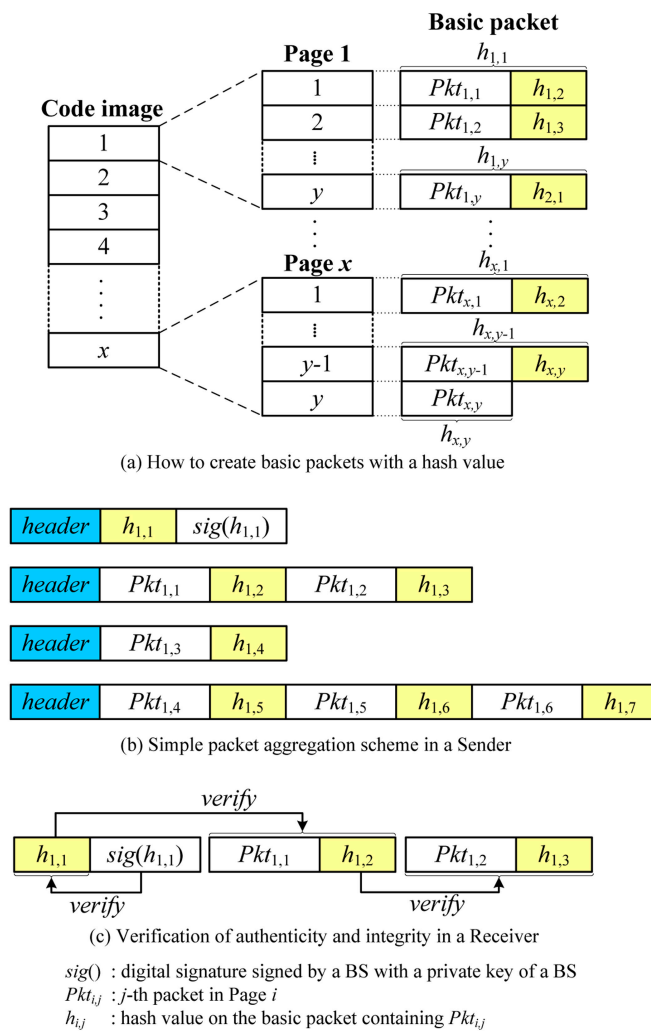 Basic packet
Page 1
h1,1
Code image
1
2
3
4
....
x
1
2
...
y
Pkt1,1 h1,2
Pkt1,2 h1,3
h1,y
Pkt1,y h2,1
...
...
Page x
hx,1
1
...
y-1
y
Pktx,1 hx,2
hx,y-1
Pktx,y-1 hx,y
Pktx,y
hx,y
(a) How to create basic packets with a hash value
header h1,1 sig(h1,1)
header Pkt1,1 h1,2 Pkt1,2 h1,3
header Pkt1,3 h1,4
header Pkt1,4 h1,5 Pkt1,5 h1,6 Pkt1,6 h1,7
(b) Simple packet aggregation scheme in a Sender
verify
h1,1 sig(h1,1) Pkt1,1 h1,2 Pkt1,2 h1,3
verify verify
(c) Verification of authenticity and integrity in a Receiver
sig() : digital signature signed by a BS with a private key of a BS
Pkti,j : j-th packet in Page i
hi,j : hash value on the basic packet containing Pkti,j